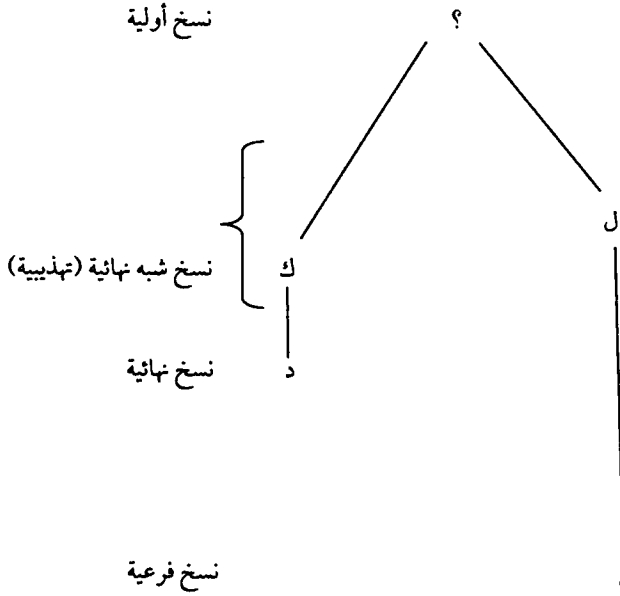 نسخ أولية
؟
ل
نسخ شبه نهائية (تهذيبية)
ك
نسخ نهائية
د
نسخ فرعية